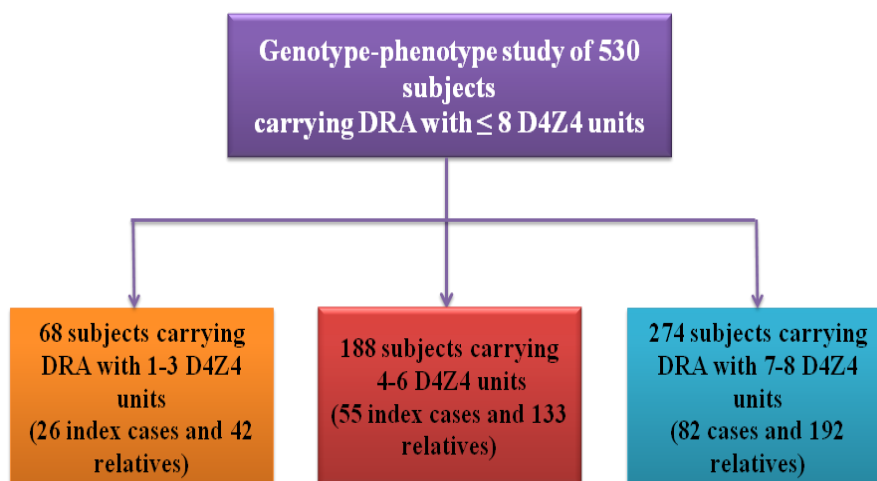 Genotype-phenotype study of 530
subjects
carrying DRA with ≤ 8 D4Z4 units
68 subjects carrying
DRA with 1-3 D4Z4
units
(26 index cases and 42
relatives)
188 subjects carrying
4-6 D4Z4 units
(55 index cases and 133
relatives)
274 subjects carrying
DRA with 7-8 D4Z4
units
(82 cases and 192
relatives)